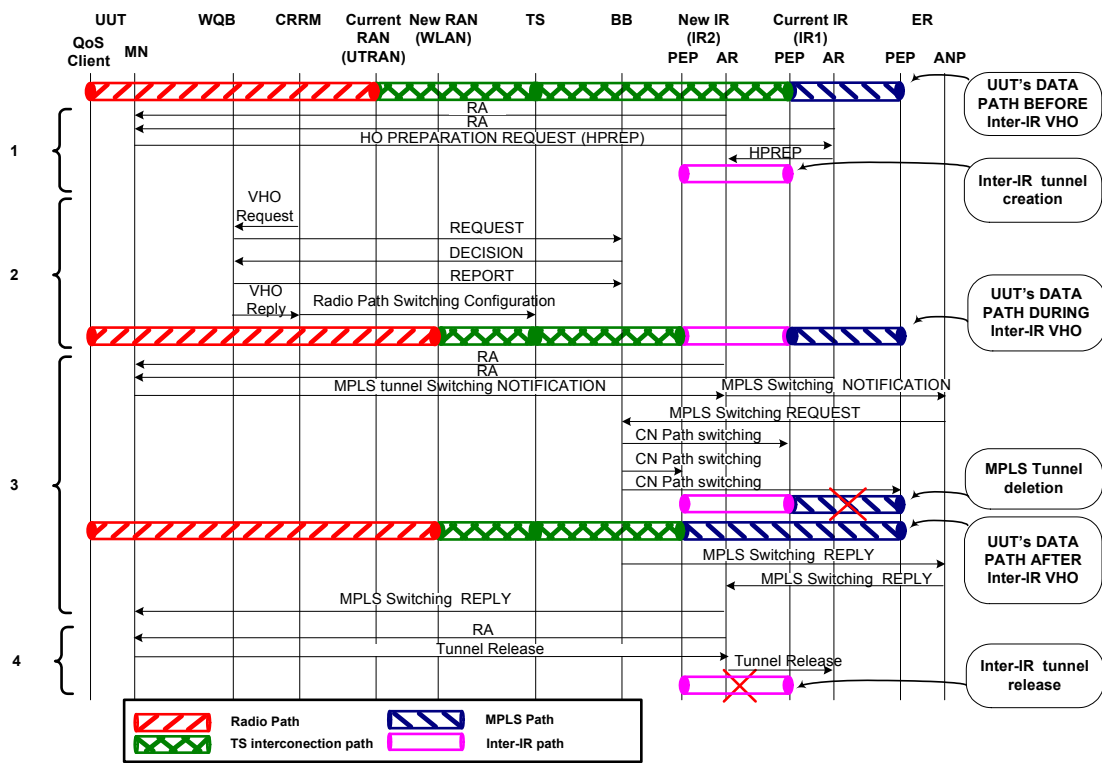 UUT
WQB
CRRM
Current
RAN
(UTRAN)
New RAN
(WLAN)
TS
BB
New IR
(IR2)
Current IR
(IR1)
ER
QoS
Client
MN
PEP
AR
PEP
AR
PEP
ANP
UUT's DATA
PATH BEFORE
Inter-IR VHO
1
RA
RA
HO PREPARATION REQUEST (HPREP)
HPREP
Inter-IR tunnel
creation
2
VHO
Request
REQUEST
DECISION
REPORT
VHO
Reply
Radio Path Switching Configuration
UUT's DATA
PATH DURING
Inter-IR VHO
3
RA
RA
MPLS tunnel Switching NOTIFICATION
MPLS Switching NOTIFICATION
MPLS Switching REQUEST
CN Path switching
CN Path switching
CN Path switching
MPLS Tunnel
deletion
UUT's DATA
PATH AFTER
Inter-IR VHO
MPLS Switching REPLY
MPLS Switching REPLY
MPLS Switching REPLY
4
RA
Tunnel Release
Tunnel Release
Inter-IR tunnel
release
Radio Path
MPLS Path
TS interconection path
Inter-IR path